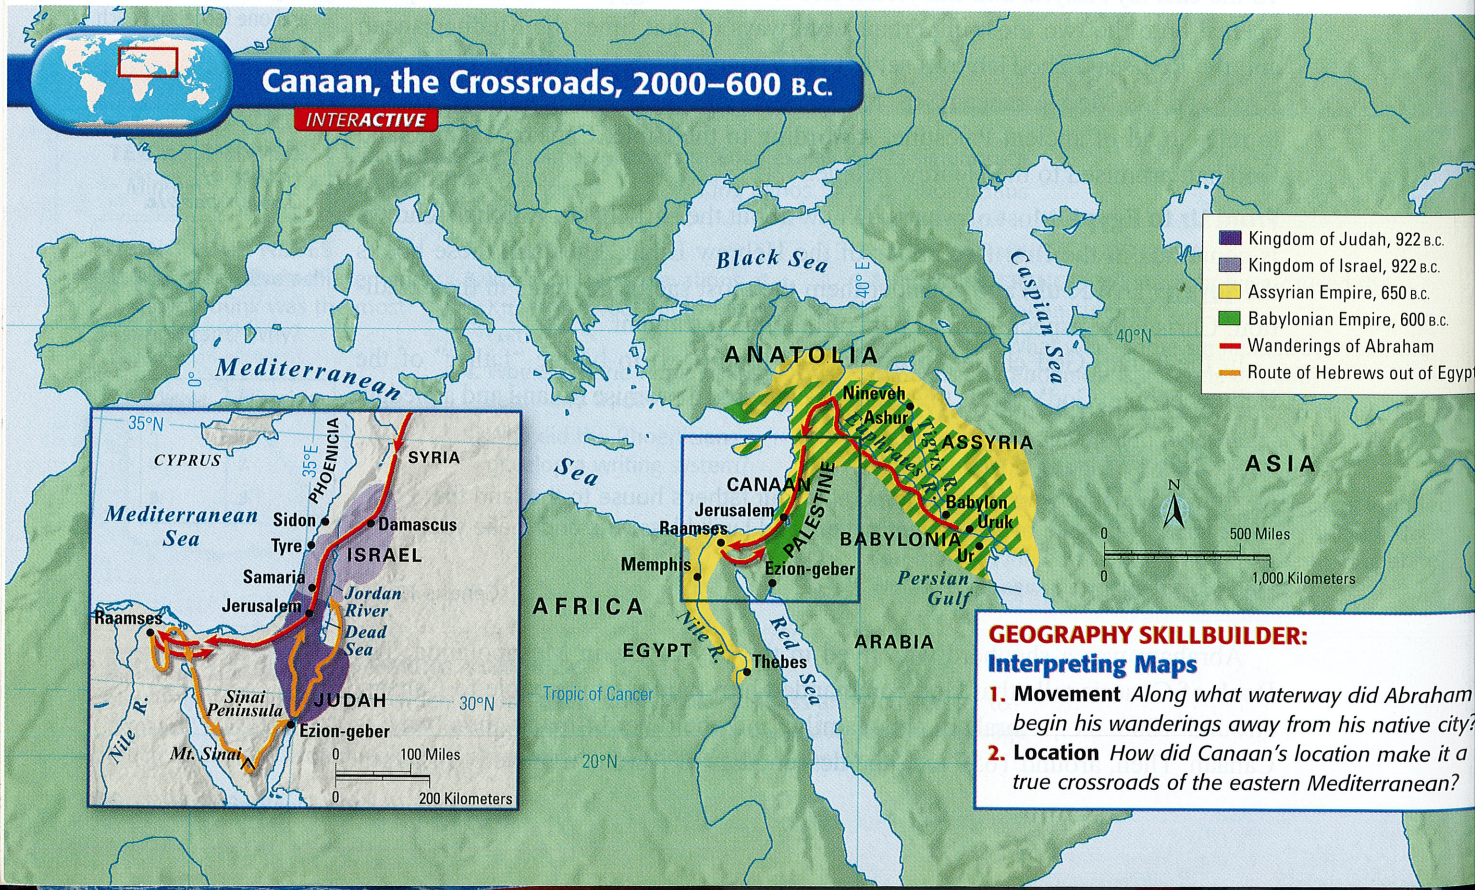 Canaan, the Crossroads, 2000–600 B.C.
INTERACTIVE
Kingdom of Judah, 922 B.C.
Kingdom of Israel, 922 B.C.
Assyrian Empire, 650 B.C.
Babylonian Empire, 600 B.C.
Wanderings of Abraham
Route of Hebrews out of Egypt
Black Sea
40° E
Caspian Sea
40°N
0°
Mediterranean
Sea
ANATOLIA
Nineveh
Ashur
Tigris R.
Euphrates R.
ASSYRIA
ASIA
CANAAN
PALESTINE
Jerusalem
Raamses
Babylon
Uruk
BABYLONIA
Ur
Memphis
Ezion-geber
Persian
Gulf
AFRICA
Nile R.
Red Sea
ARABIA
EGYPT
Thebes
Tropic of Cancer
20°N
N
0
500 Miles
0
1,000 Kilometers
35°N
35°E
CYPRUS
PHOENICIA
SYRIA
Mediterranean
Sea
Sidon
Damascus
Tyre
ISRAEL
Samaria
Jordan
River
Jerusalem
Raamses
Dead
Sea
Sinai
Peninsula
JUDAH
30°N
Nile R.
Ezion-geber
Mt. Sinai
0
100 Miles
0
200 Kilometers
GEOGRAPHY SKILLBUILDER:
Interpreting Maps
1. Movement Along what waterway did Abraham
begin his wanderings away from his native city?
2. Location How did Canaan's location make it a
true crossroads of the eastern Mediterranean?